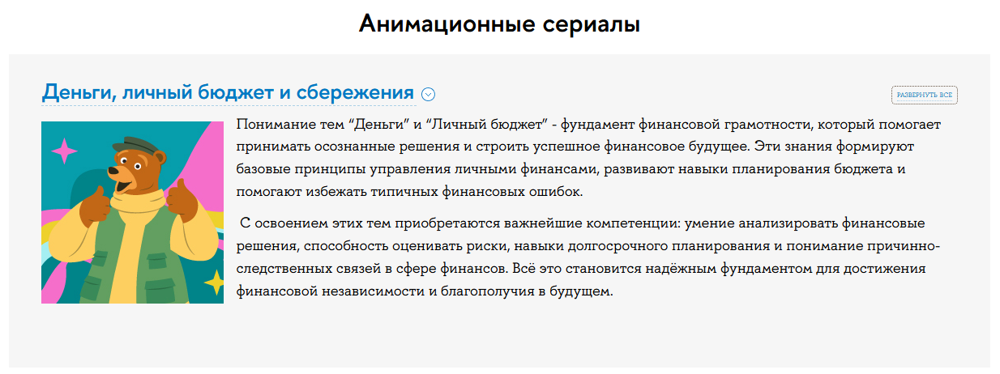 Анимационные сериалы
Деньги, личный бюджет и сбережения
РАЗВЕРНУТЬ ВСЕ
Понимание тем “Деньги” и “Личный бюджет” - фундамент финансовой грамотности, который помогает
принимать осознанные решения и строить успешное финансовое будущее. Эти знания формируют
базовые принципы управления личными финансами, развивают навыки планирования бюджета и
помогают избежать типичных финансовых ошибок.
С освоением этих тем приобретаются важнейшие компетенции: умение анализировать финансовые
решения, способность оценивать риски, навыки долгосрочного планирования и понимание причинно-
следственных связей в сфере финансов. Всё это становится надёжным фундаментом для достижения
финансовой независимости и благополучия в будущем.